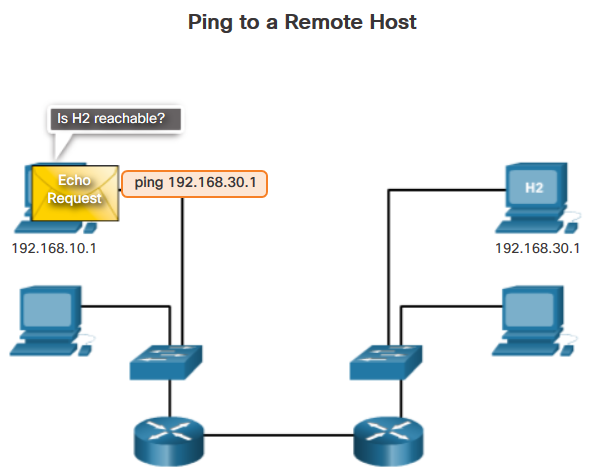 Ping to a Remote Host
Is H2 reachable?
Echo
Request
ping 192.168.30.1
H2
192.168.10.1
192.168.30.1